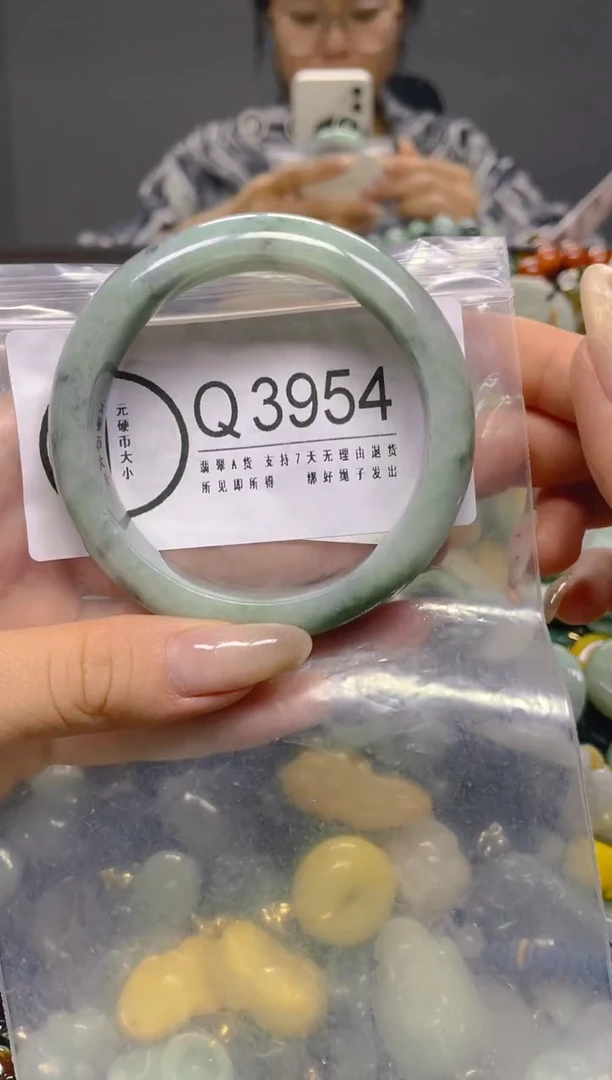 Q3954
元硬币大小
翡翠A货 支持7天无理由退货
所见即所得 绑好绳子发出